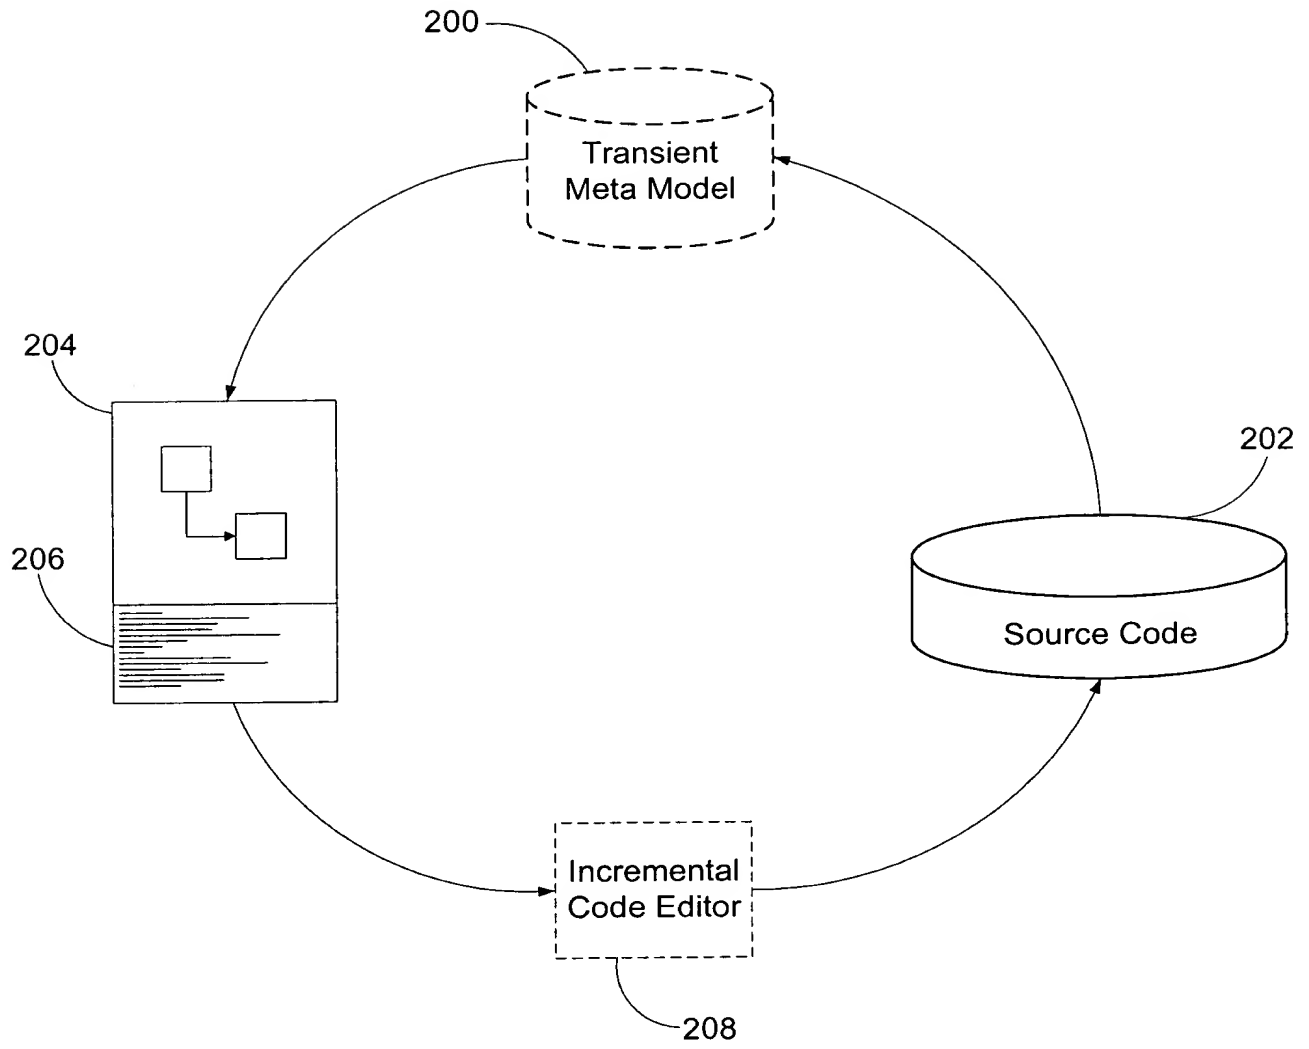 200
Transient
Meta Model
204
202
206
Source Code
Incremental
Code Editor
208